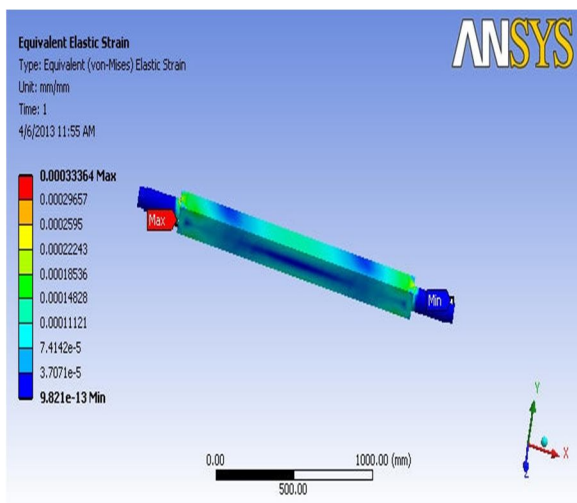 Equivalent Elastic Strain
Type: Equivalent (von-Mises) Elastic Strain
Unit: mm/mm
Time: 1
4/6/2013 11:55 AM
ANSYS
0.00033364 Max
0.00029657
0.0002595
0.00022243
0.00018536
0.00014828
0.00011121
7.4142e-5
3.7071e-5
9.821e-13 Min
Max
Min
Y
X
Z
0.00
1000.00 (mm)
500.00